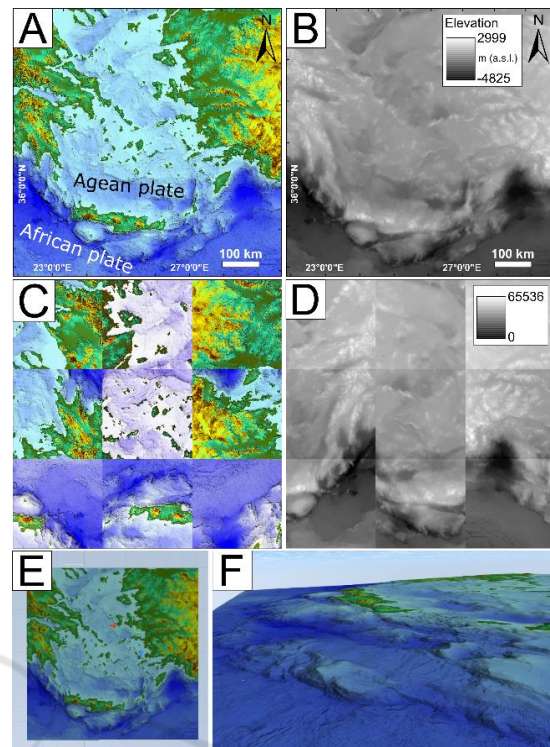 A
N
Agean plate
African plate
36°0'0"N
23°0'0"E
27°0'0"E
100 km
B
N
Elevation
2999
m (a.s.l.)
-4825
36°0'0"N
23°0'0"E
27°0'0"E
100 km
C
D
65536
0
E
F